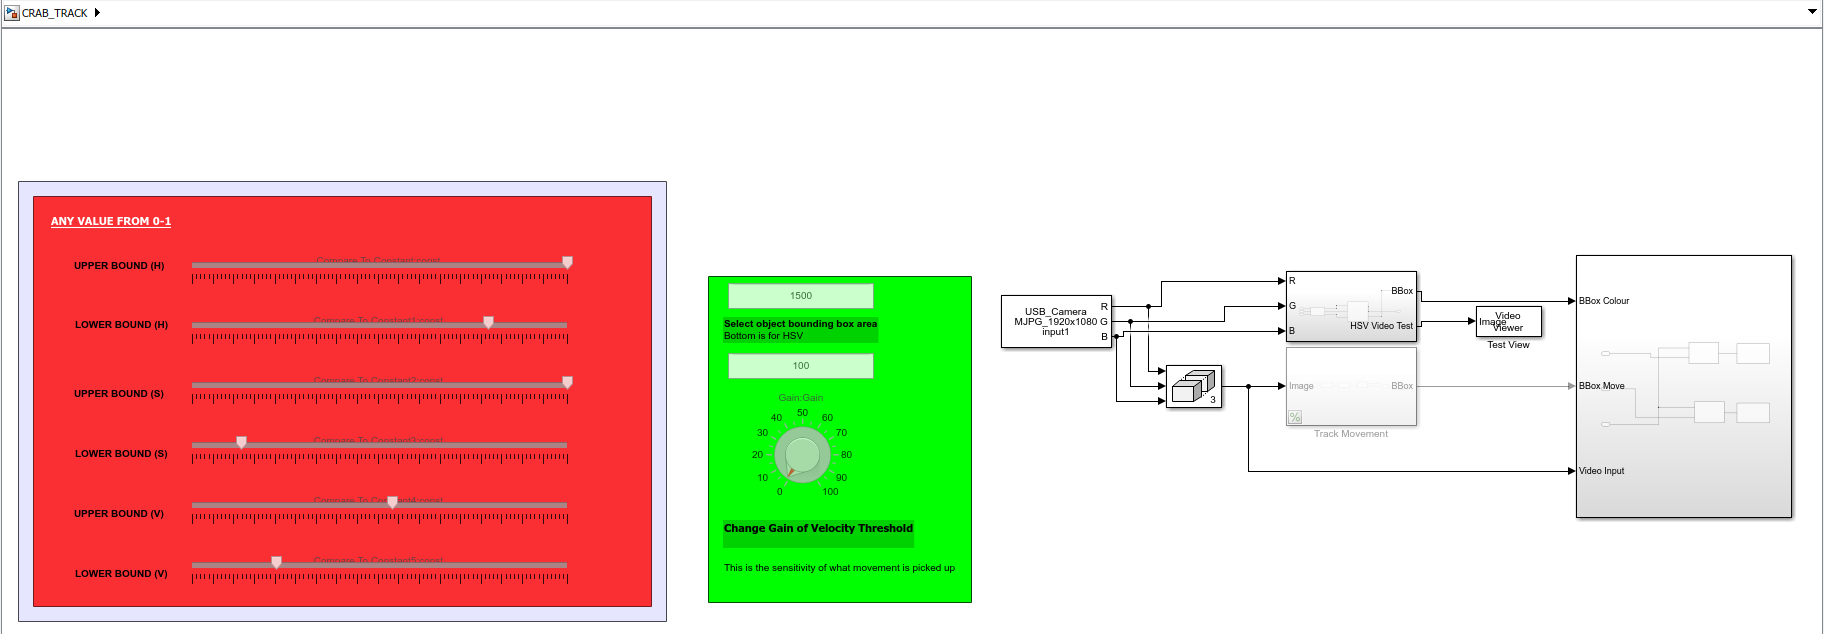 CRAB_TRACK
ANY VALUE FROM 0-1
UPPER BOUND (H)
Compare To Constant:const
LOWER BOUND (H)
Compare To Constant1:const
UPPER BOUND (S)
Compare To Constant2:const
LOWER BOUND (S)
Compare To Constant3:const
UPPER BOUND (V)
Compare To Constant4:const
LOWER BOUND (V)
Compare To Constant5:const
1500
Select object bounding box area
Bottom is for HSV
100
Gain:Gain
0
10
20
30
40
50
60
70
80
90
100
Change Gain of Velocity Threshold
This is the sensitivity of what movement is picked up
USB_Camera
MJPG_1920x1080
input1
R
G
B
R
G
B
BBox
HSV Video Test
Image
Video
Viewer
Test View
3
Image
BBox
%
Track Movement
BBox Colour
BBox Move
Video Input